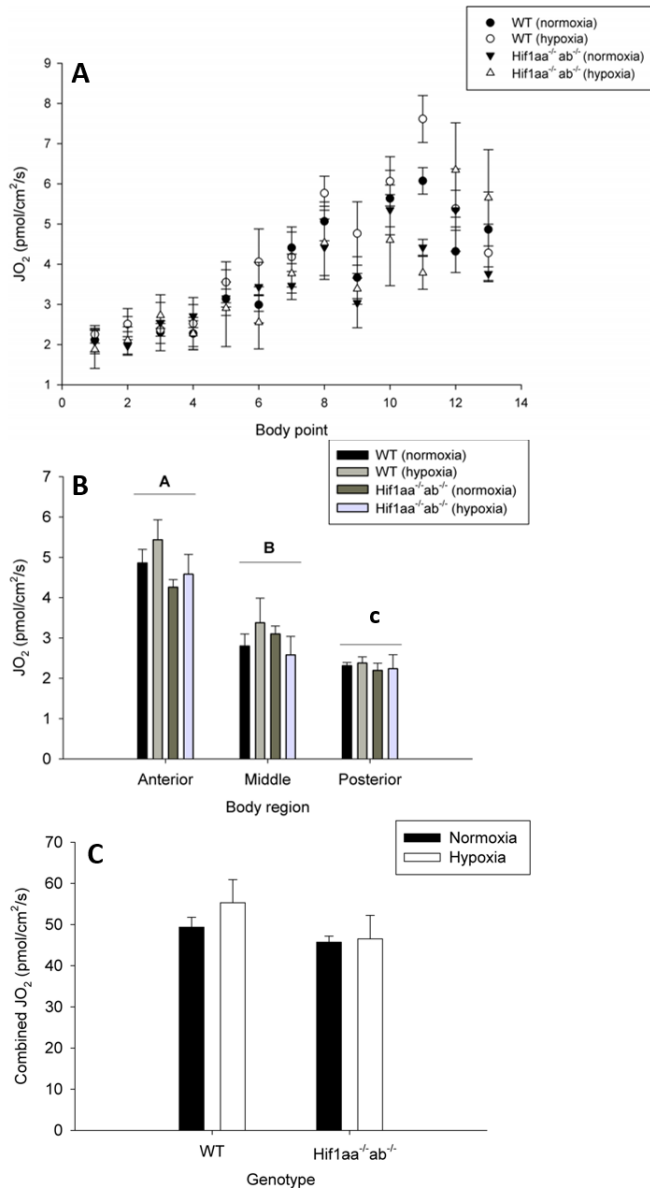 WT (normoxia)
WT (hypoxia)
Hif1aa⁻/⁻ ab⁻/⁻ (normoxia)
Hif1aa⁻/⁻ ab⁻/⁻ (hypoxia)
A
9
8
7
6
5
4
3
2
1
JO₂ (pmol/cm²/s)
0 2 4 6 8 10 12 14
Body point
WT (normoxia)
WT (hypoxia)
Hif1aa⁻/⁻ab⁻/⁻ (normoxia)
Hif1aa⁻/⁻ab⁻/⁻ (hypoxia)
B
7
6
5
4
3
2
1
0
JO₂ (pmol/cm²/s)
A
B
c
Anterior Middle Posterior
Body region
Normoxia
Hypoxia
C
70
60
50
40
30
20
10
0
Combined JO₂ (pmol/cm²/s)
WT Hif1aa⁻/⁻ab⁻/⁻
Genotype